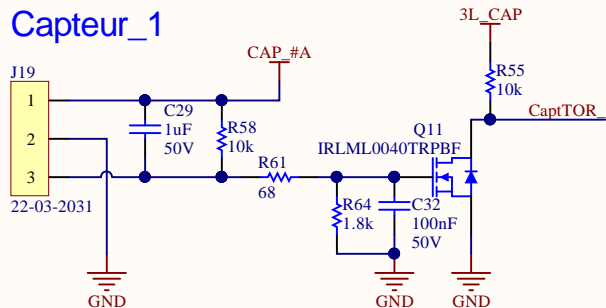 Capteur_1
3L_CAP
CAP_#A
J19
R55
10k
1
C29
1uF
50V
R58
10k
CaptTOR_
2
Q11
IRLML0040TRPBF
R61
68
3
22-03-2031
R64
1.8k
C32
100nF
50V
GND
GND
GND